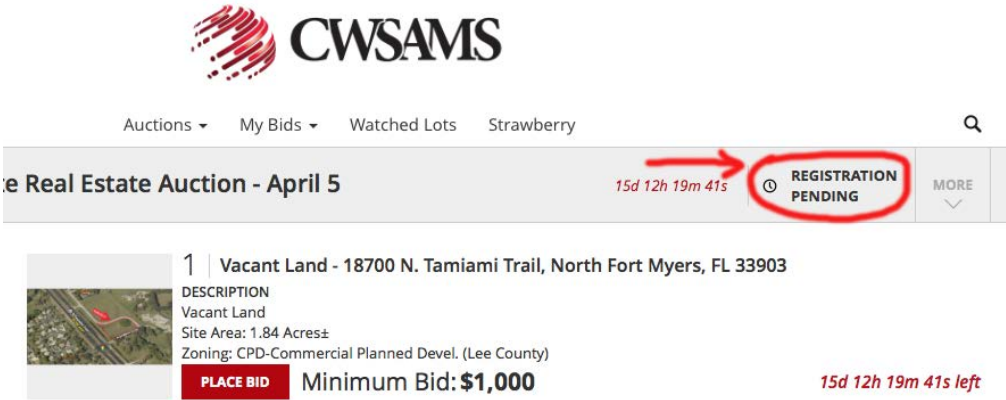 CWSAMS
Auctions My Bids Watched Lots Strawberry
e Real Estate Auction - April 5
15d 12h 19m 41s
REGISTRATION
PENDING
MORE
1 Vacant Land - 18700 N. Tamiami Trail, North Fort Myers, FL 33903
DESCRIPTION
Vacant Land
Site Area: 1.84 Acres±
Zoning: CPD-Commercial Planned Devel. (Lee County)
PLACE BID Minimum Bid: $1,000 15d 12h 19m 41s left